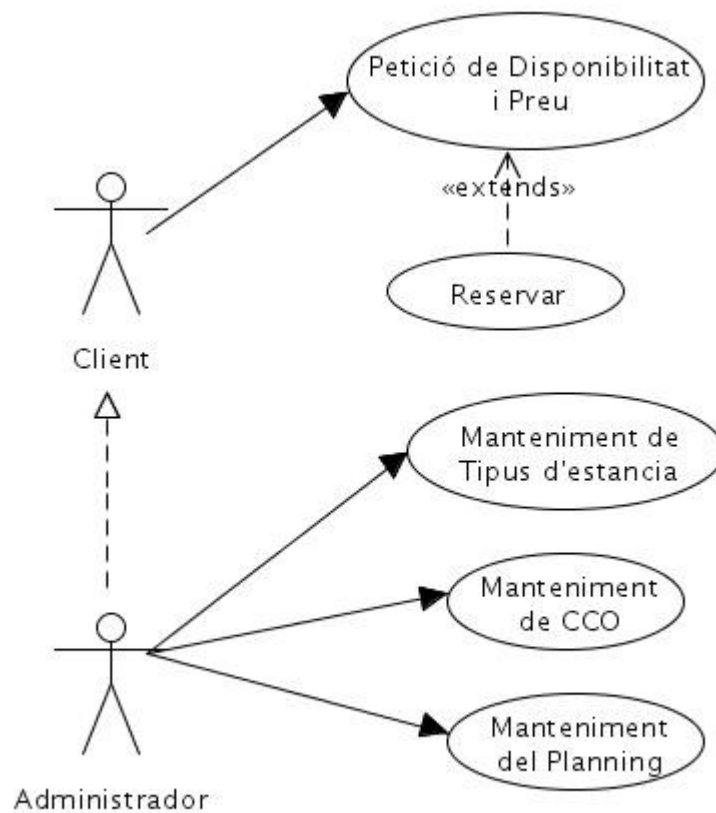 Petició de Disponibilitat
i Preu
«extends»
Reservar
Client
Manteniment de
Tipus d'estancia
Manteniment
de CCO
Manteniment
del Planning
Administrador